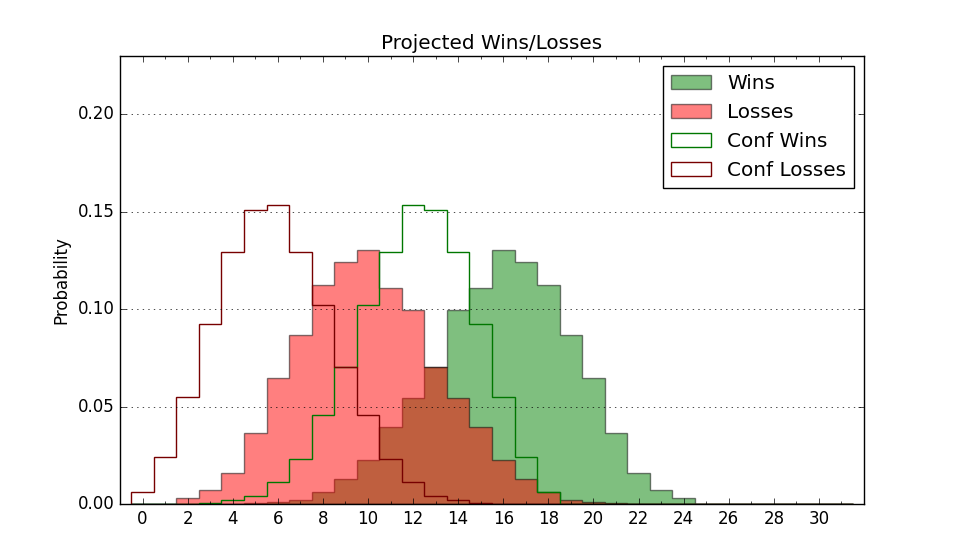 Projected Wins/Losses
Wins
Losses
Conf Wins
Conf Losses
Probability
0.20
0.15
0.10
0.05
0.00
0 2 4 6 8 10 12 14 16 18 20 22 24 26 28 30